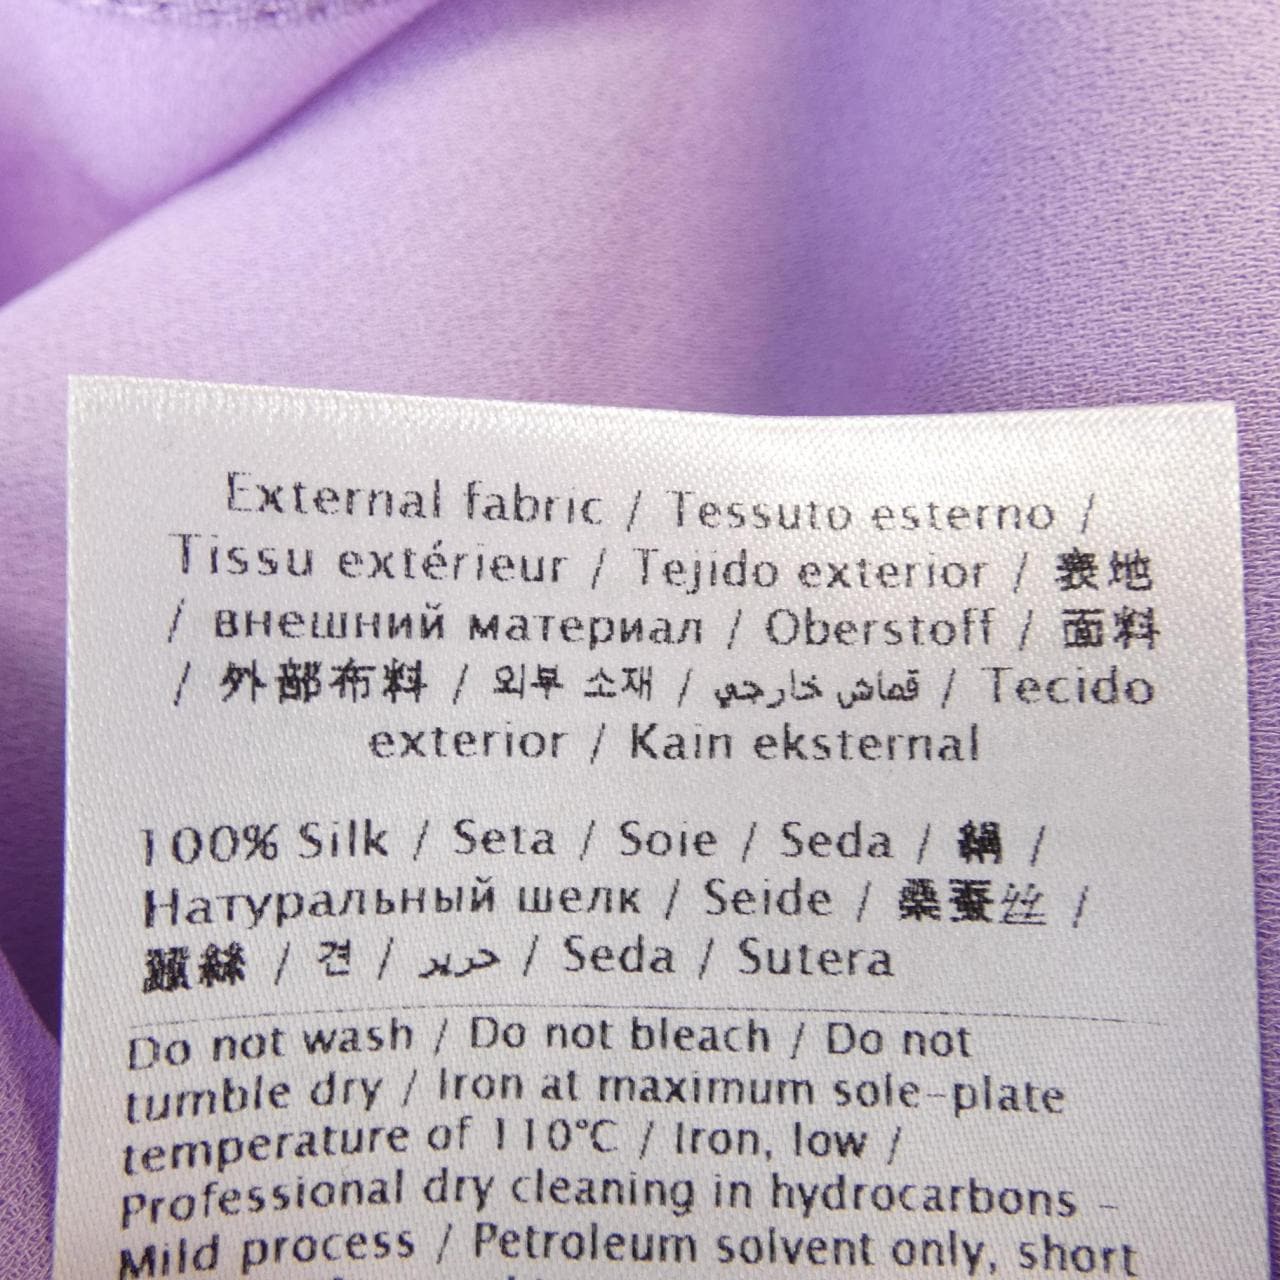 External fabric / Tessuto esterno /
Tissu extérieur / Tejido exterior / 表地
/ внешний материал / Oberstoff / 面料
/ 外部布料 / 외부 소재 / قماش خارجي / Tecido
exterior / Kain eksternal
100% Silk / Seta / Soie / Seda / 絹 /
Натуральный шелк / Seide / 桑蚕丝 /
蠶絲 / 견 / حرير / Seda / Sutera
Do not wash / Do not bleach / Do not
tumble dry / Iron at maximum sole-plate
temperature of 110°C / Iron, low /
Professional dry cleaning in hydrocarbons -
Mild process / Petroleum solvent only, short